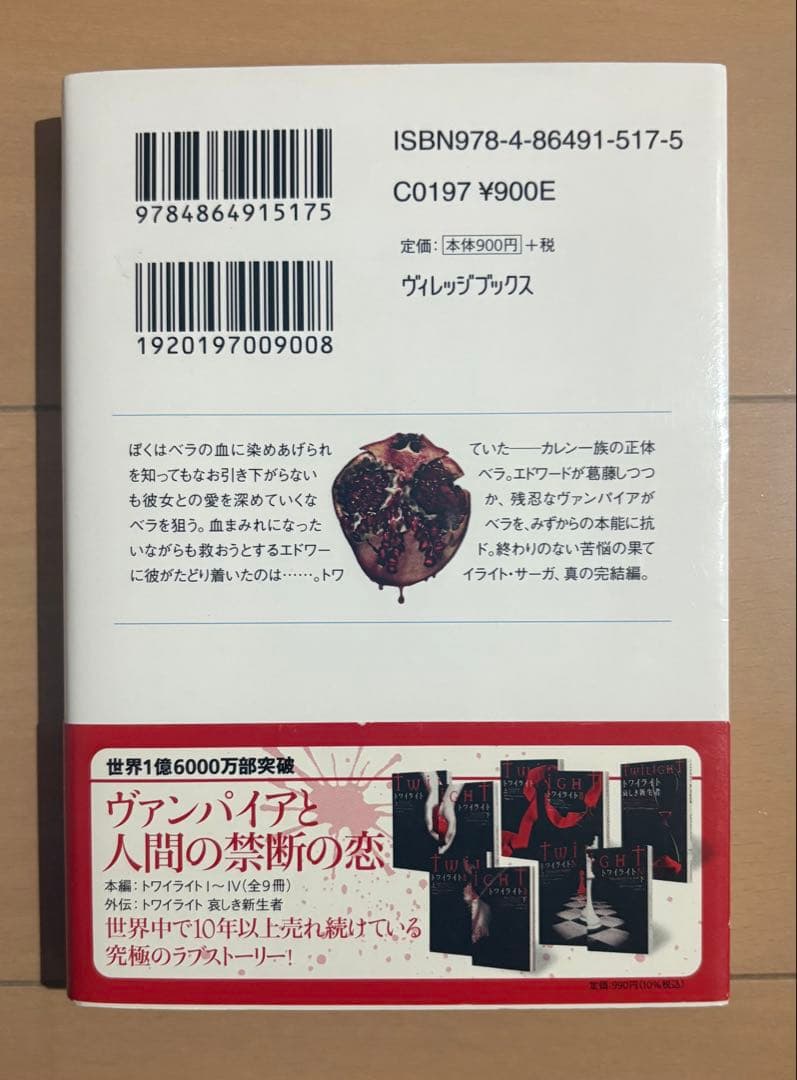 ISBN978-4-86491-517-5
9784864915175
C0197 ¥900E
定価:本体900円+税
ヴィレッジブックス
1920197009008
ぼくはベラの血に染めあげられていた――カレン一族の正体
を知ってもなお引き下がらないベラ。エドワードが葛藤しつつ
も彼女との愛を深めていくなか、残忍なヴァンパイアが
ベラを狙う。血まみれになったベラを、みずからの本能に抗
いながらも救おうとするエドワード。終わりのない苦悩の果て
に彼がたどり着いたのは……。トワイライト・サーガ、真の完結編。
世界1億6000万部突破
ヴァンパイアと
人間の禁断の恋
本編:トワイライトI~IV(全9冊)
外伝:トワイライト 哀しき新生者
世界中で10年以上売れ続けている
究極のラブストーリー!
TWILIGHT
トワイライト
哀しき新生者
定価:990円(10%税込)